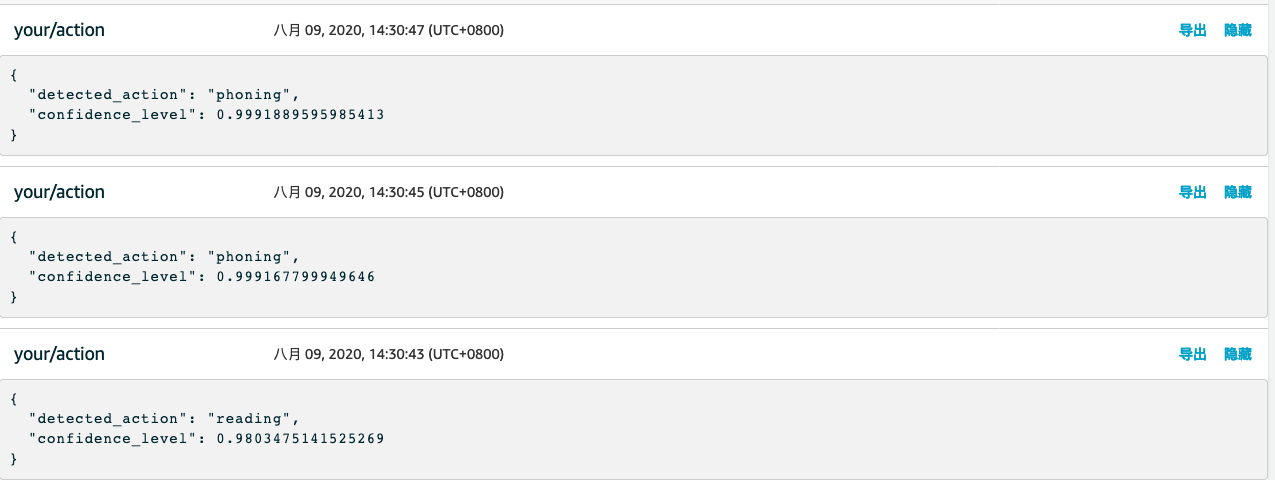 your/action 八月 09, 2020, 14:30:47 (UTC+0800) 导出 隐藏
{
"detected_action": "phoning",
"confidence_level": 0.9991889595985413
}
your/action 八月 09, 2020, 14:30:45 (UTC+0800) 导出 隐藏
{
"detected_action": "phoning",
"confidence_level": 0.999167799949646
}
your/action 八月 09, 2020, 14:30:43 (UTC+0800) 导出 隐藏
{
"detected_action": "reading",
"confidence_level": 0.9803475141525269
}